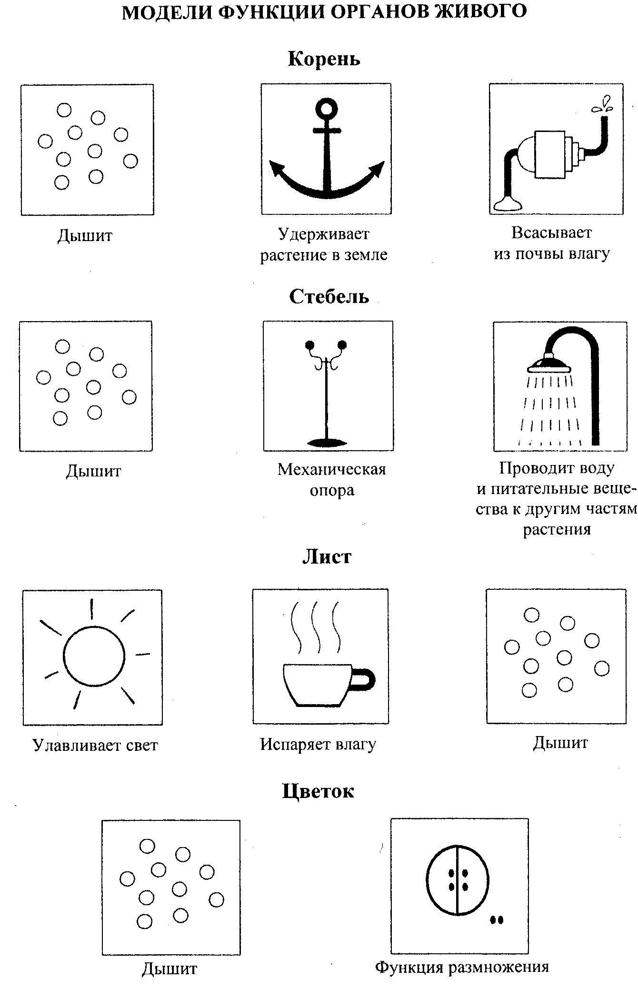 МОДЕЛИ ФУНКЦИИ ОРГАНОВ ЖИВОГО
Корень
Дышит
Удерживает
растение в земле
Всасывает
из почвы влагу
Стебель
Дышит
Механическая
опора
Проводит воду
и питательные веще-
ства к другим частям
растения
Лист
Улавливает свет
Испаряет влагу
Дышит
Цветок
Дышит
Функция размножения